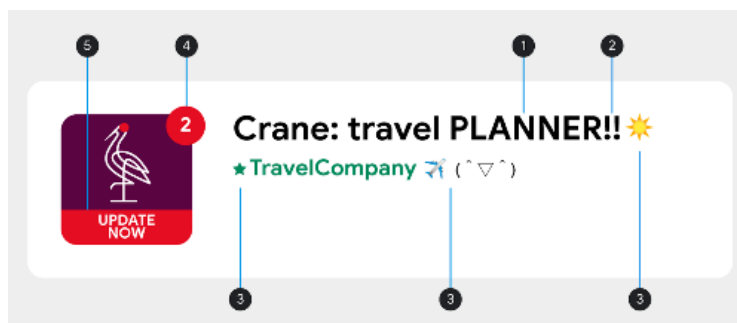 5 4 1 2
2
Crane: travel PLANNER!!☀️
★TravelCompany ✈️ (ˆ▽ˆ)
UPDATE
NOW
3 3 3